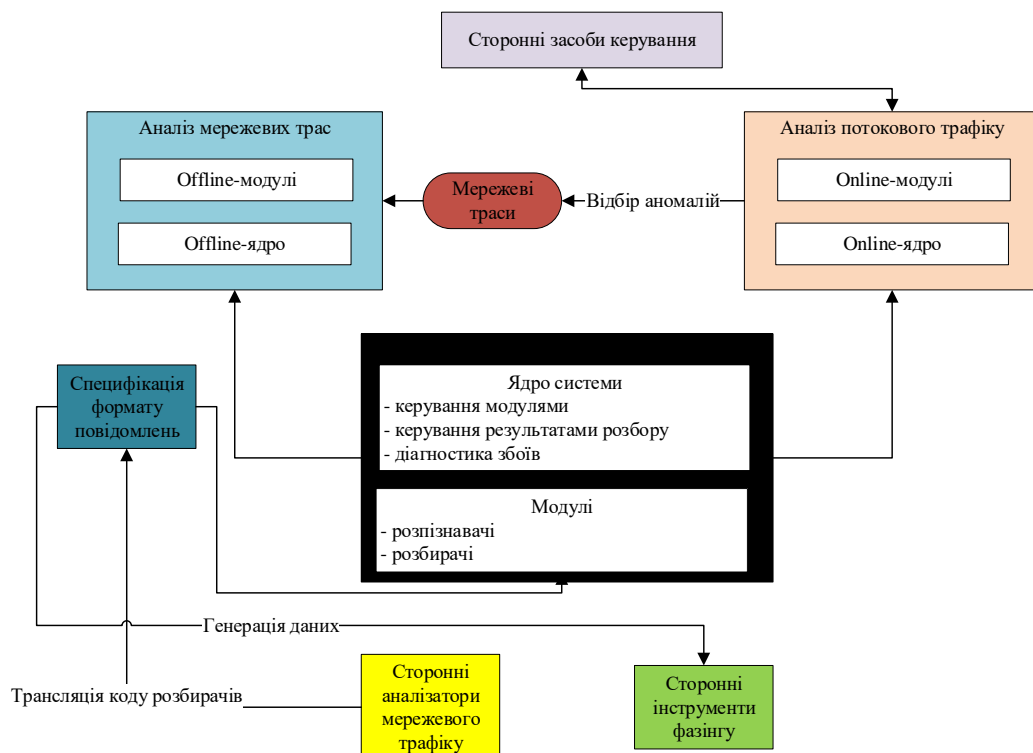 Сторонні засоби керування
Аналіз мережевих трас
Offline-модулі
Offline-ядро
Мережеві
траси
Відбір аномалій
Аналіз потокового трафіку
Online-модулі
Online-ядро
Специфікація
формату
повідомлень
Ядро системи
- керування модулями
- керування результатами розбору
- діагностика збоїв
Модулі
- розпізнавачі
- розбирачі
Генерація даних
Трансляція коду розбирачів
Сторонні
аналізатори
мережевого
трафіку
Сторонні
інструменти
фазінгу